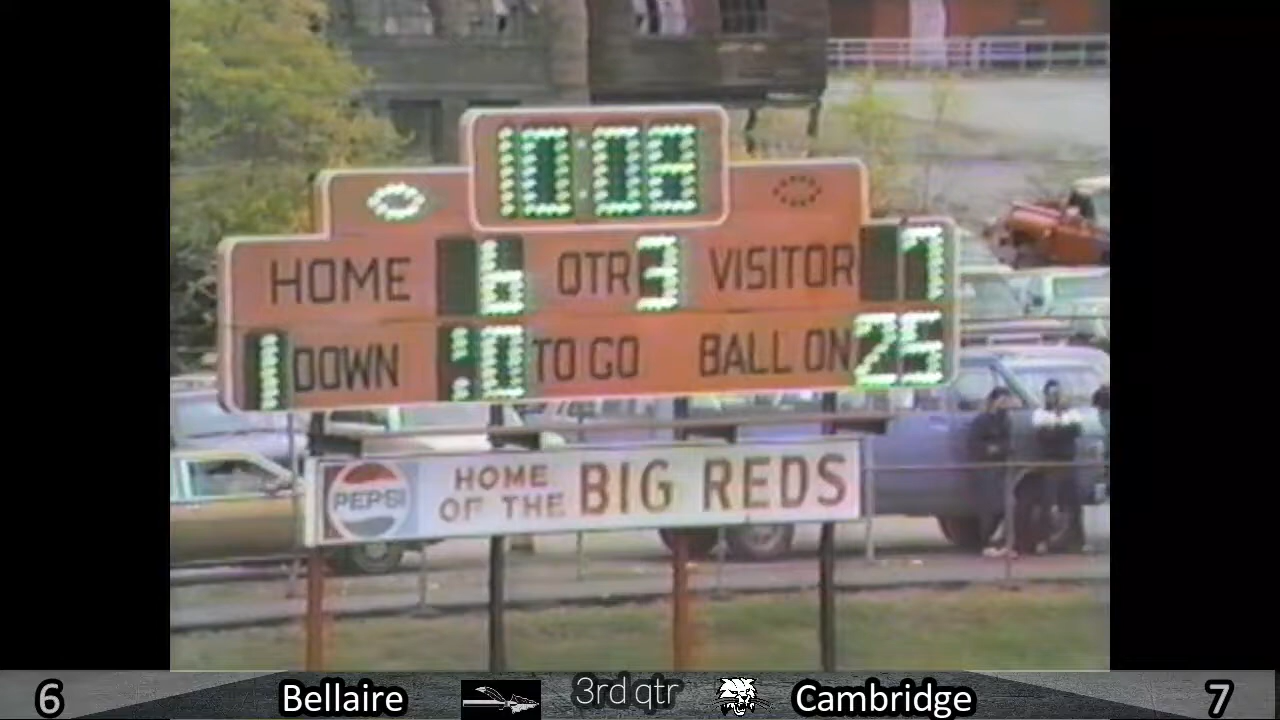 10:08
HOME 6 QTR 3 VISITOR 7
1 DOWN 10 TO GO BALL ON 25
PEPSI
HOME
OF THE BIG REDS
6 Bellaire 3rd qtr Cambridge 7